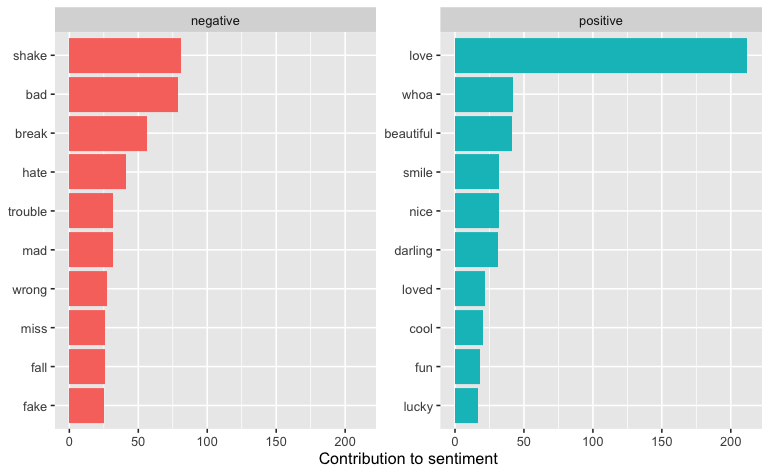 negative
shake
bad
break
hate
trouble
mad
wrong
miss
fall
fake
0 50 100 150 200
positive
love
whoa
beautiful
smile
nice
darling
loved
cool
fun
lucky
0 50 100 150 200
Contribution to sentiment